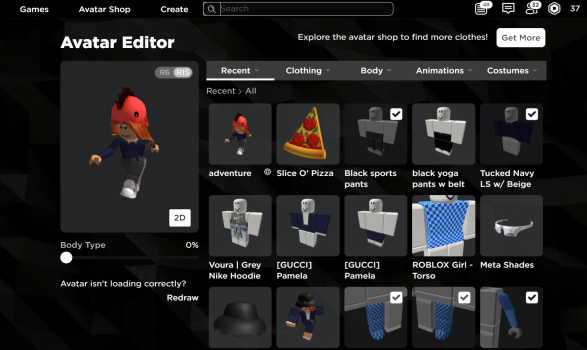 Games Avatar Shop Create Search 48 32 37
Avatar Editor
Explore the avatar shop to find more clothes! Get More
R6 R15
Recent Clothing Body Animations Costumes
Recent > All
adventure
Slice O' Pizza
Black sports
pants
black yoga
pants w belt
Tucked Navy
LS w/ Beige
2D
Body Type 0%
Avatar isn't loading correctly?
Redraw
Voura | Grey
Nike Hoodie
[GUCCI]
Pamela
[GUCCI]
Pamela
ROBLOX Girl -
Torso
Meta Shades